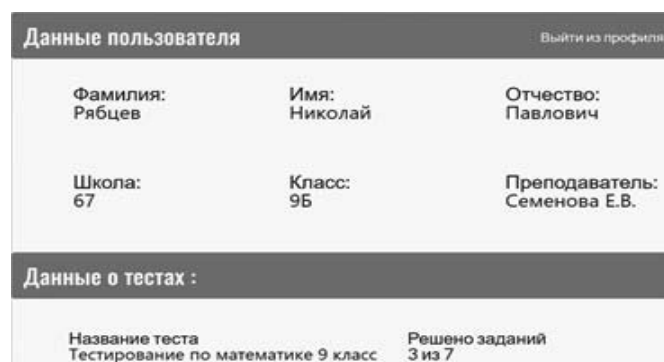 Данные пользователя Выйти из профиля
Фамилия: Имя: Отчество:
Рябцев Николай Павлович
Школа: Класс: Преподаватель:
67 9Б Семенова Е.В.
Данные о тестах :
Название теста Решено заданий
Тестирование по математике 9 класс 3 из 7